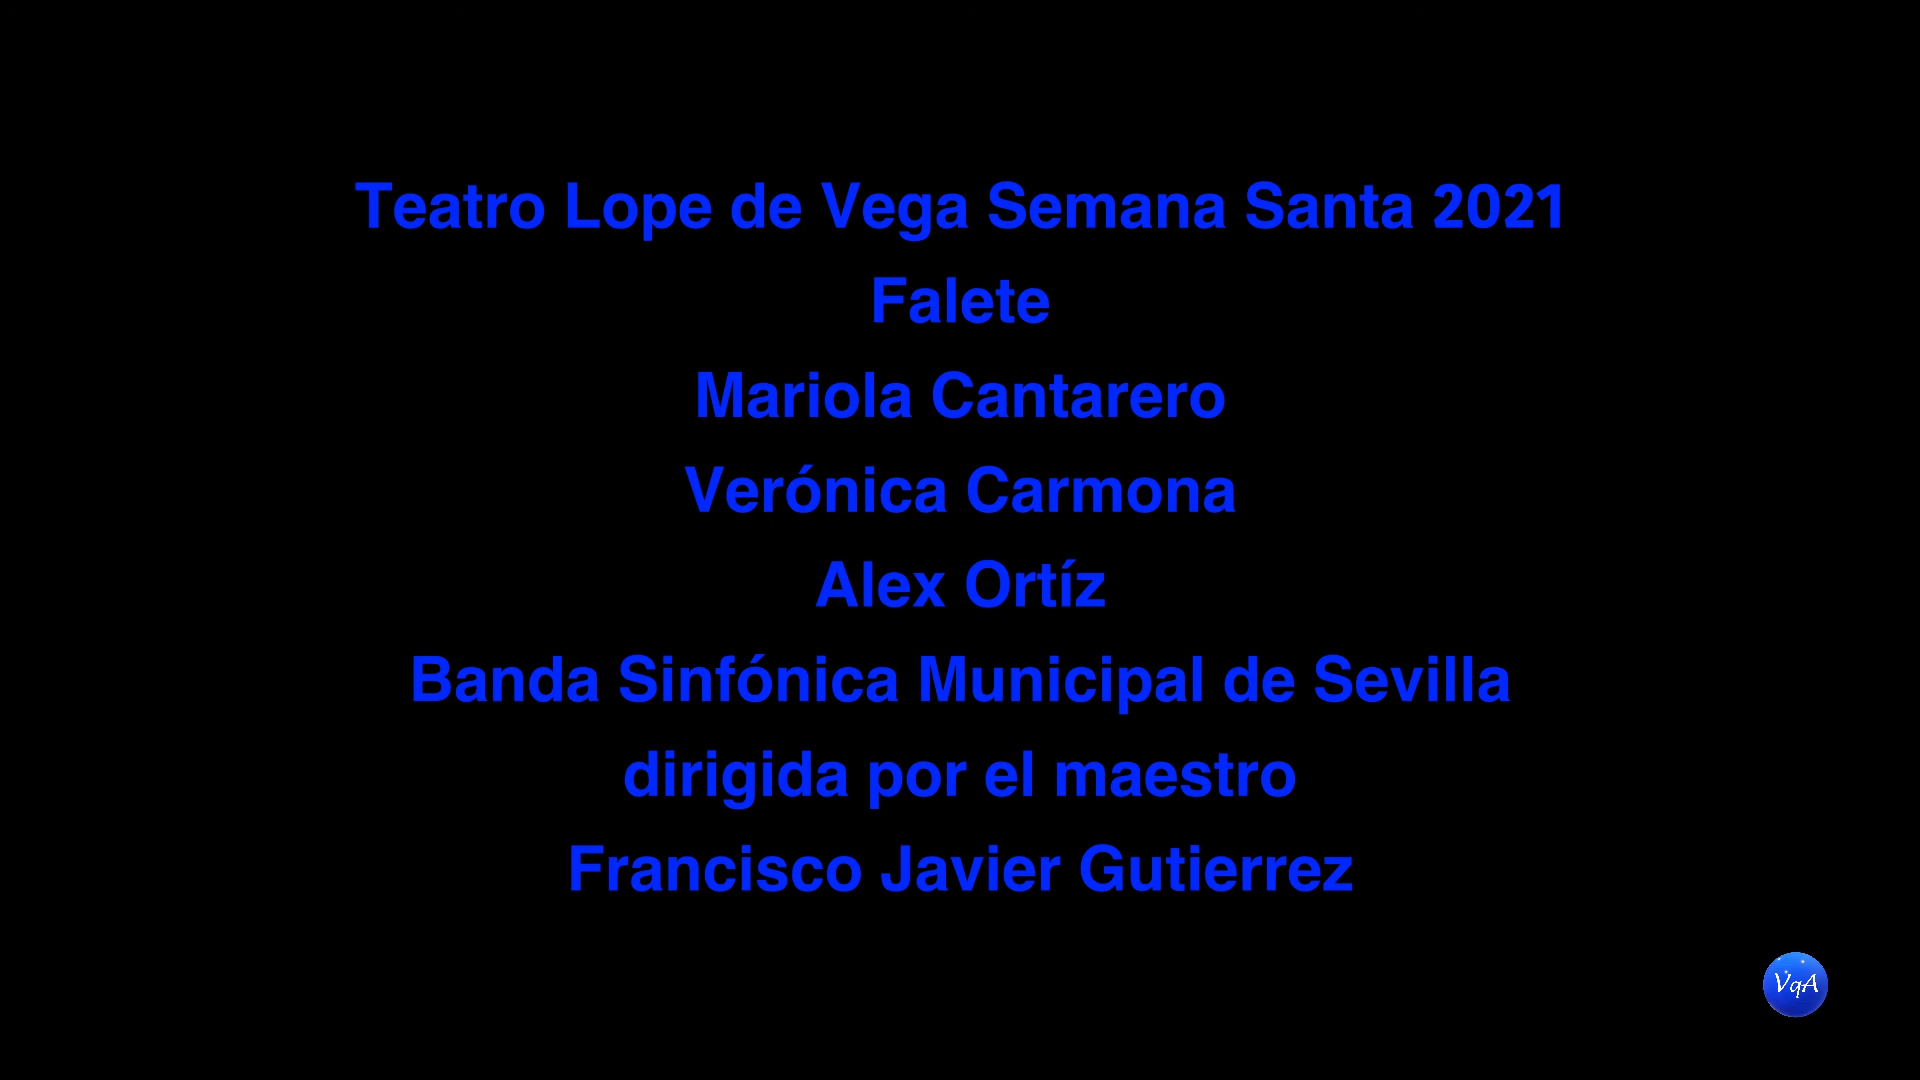 Teatro Lope de Vega Semana Santa 2021
Falete
Mariola Cantarero
Verónica Carmona
Alex Ortíz
Banda Sinfónica Municipal de Sevilla
dirigida por el maestro
Francisco Javier Gutierrez
VqA